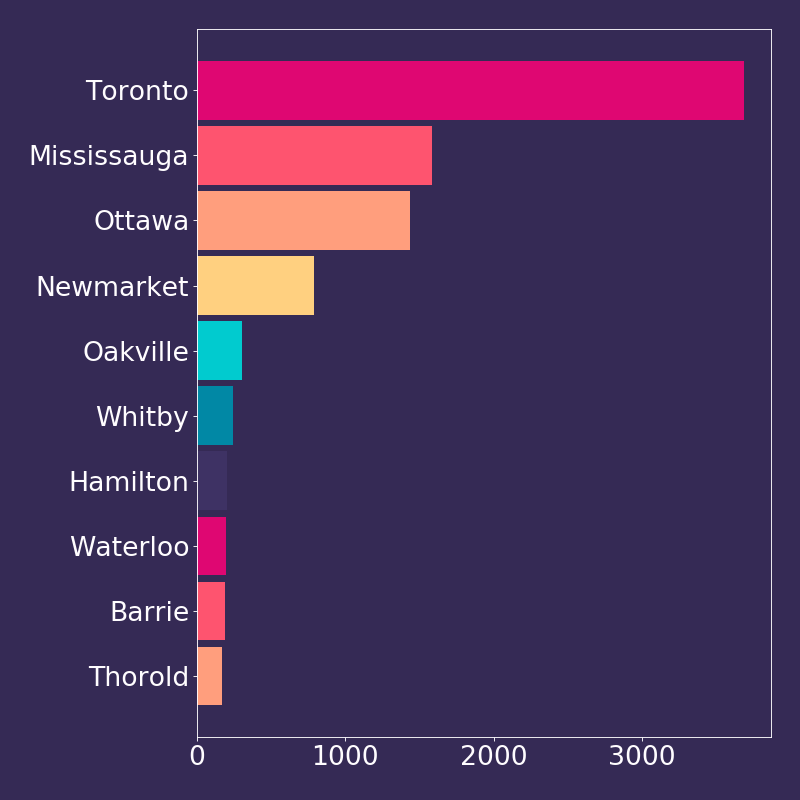 Toronto
Mississauga
Ottawa
Newmarket
Oakville
Whitby
Hamilton
Waterloo
Barrie
Thorold
0 1000 2000 3000